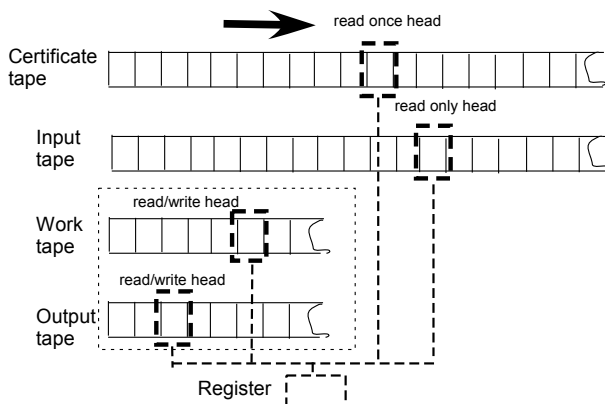 read once head
Certificate
tape
read only head
Input
tape
read/write head
Work
tape
read/write head
Output
tape
Register